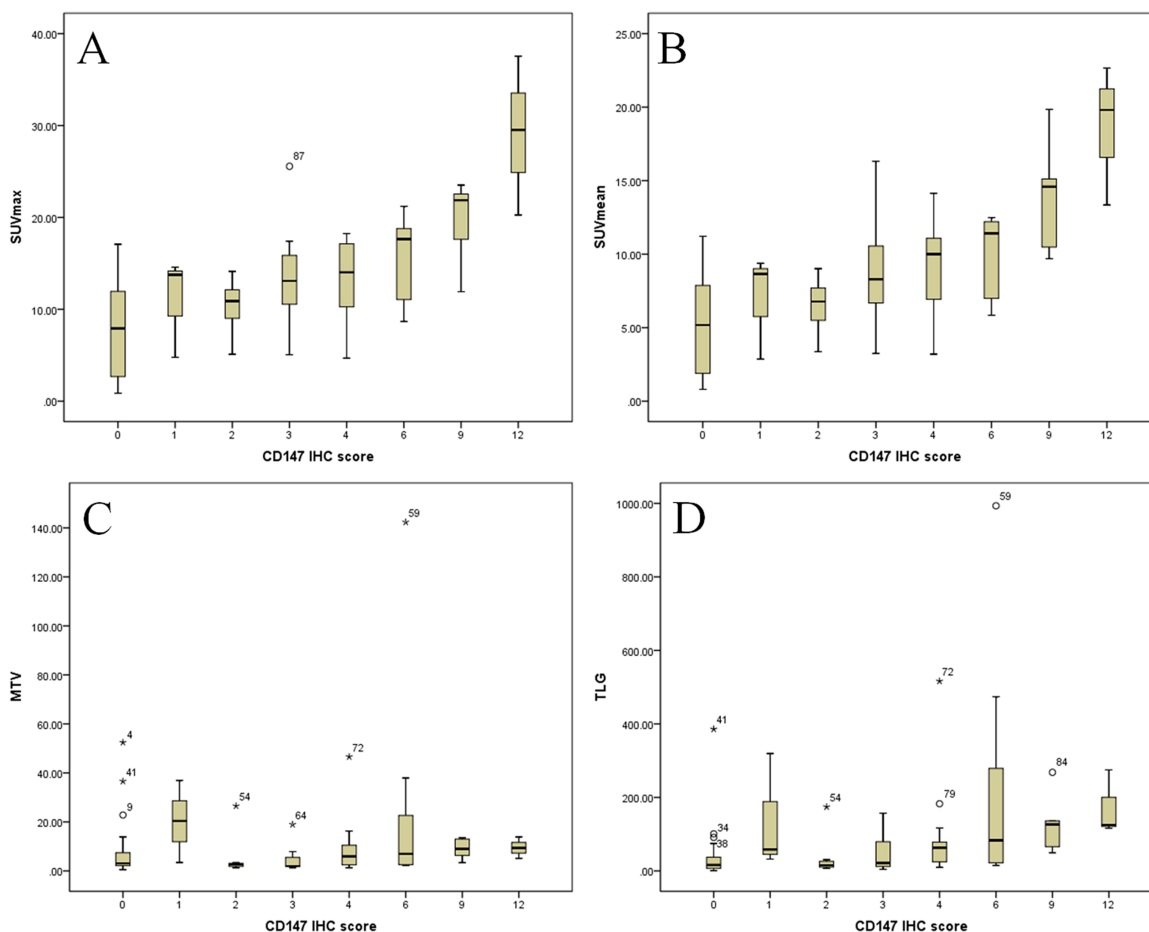 A
40.00
30.00
20.00
10.00
.00
SUVmax
87
0 1 2 3 4 6 9 12
CD147 IHC score
B
25.00
20.00
15.00
10.00
5.00
.00
SUVmean
0 1 2 3 4 6 9 12
CD147 IHC score
C
140.00
120.00
100.00
80.00
60.00
40.00
20.00
.00
MTV
4
41
9
54
64
72
59
0 1 2 3 4 6 9 12
CD147 IHC score
D
1000.00
800.00
600.00
400.00
200.00
.00
TLG
41
34
38
54
72
79
59
84
0 1 2 3 4 6 9 12
CD147 IHC score